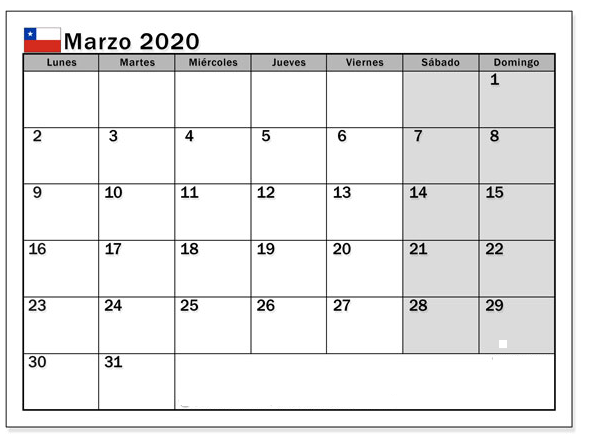 Marzo 2020
Lunes Martes Miércoles Jueves Viernes Sábado Domingo
1
2 3 4 5 6 7 8
9 10 11 12 13 14 15
16 17 18 19 20 21 22
23 24 25 26 27 28 29
30 31